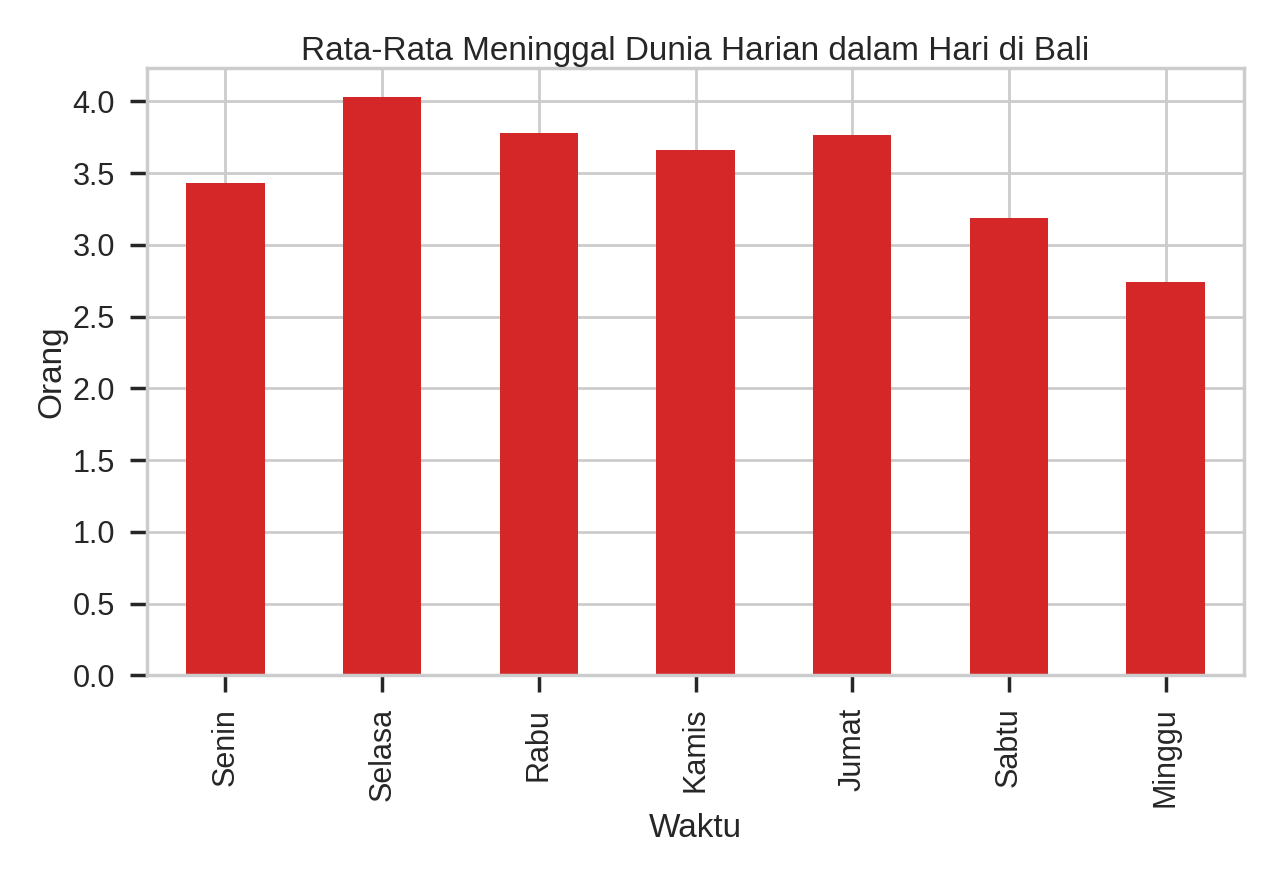 Rata-Rata Meninggal Dunia Harian dalam Hari di Bali
4.0
3.5
3.0
2.5
2.0
1.5
1.0
0.5
0.0
Orang
Senin
Selasa
Rabu
Kamis
Jumat
Sabtu
Minggu
Waktu